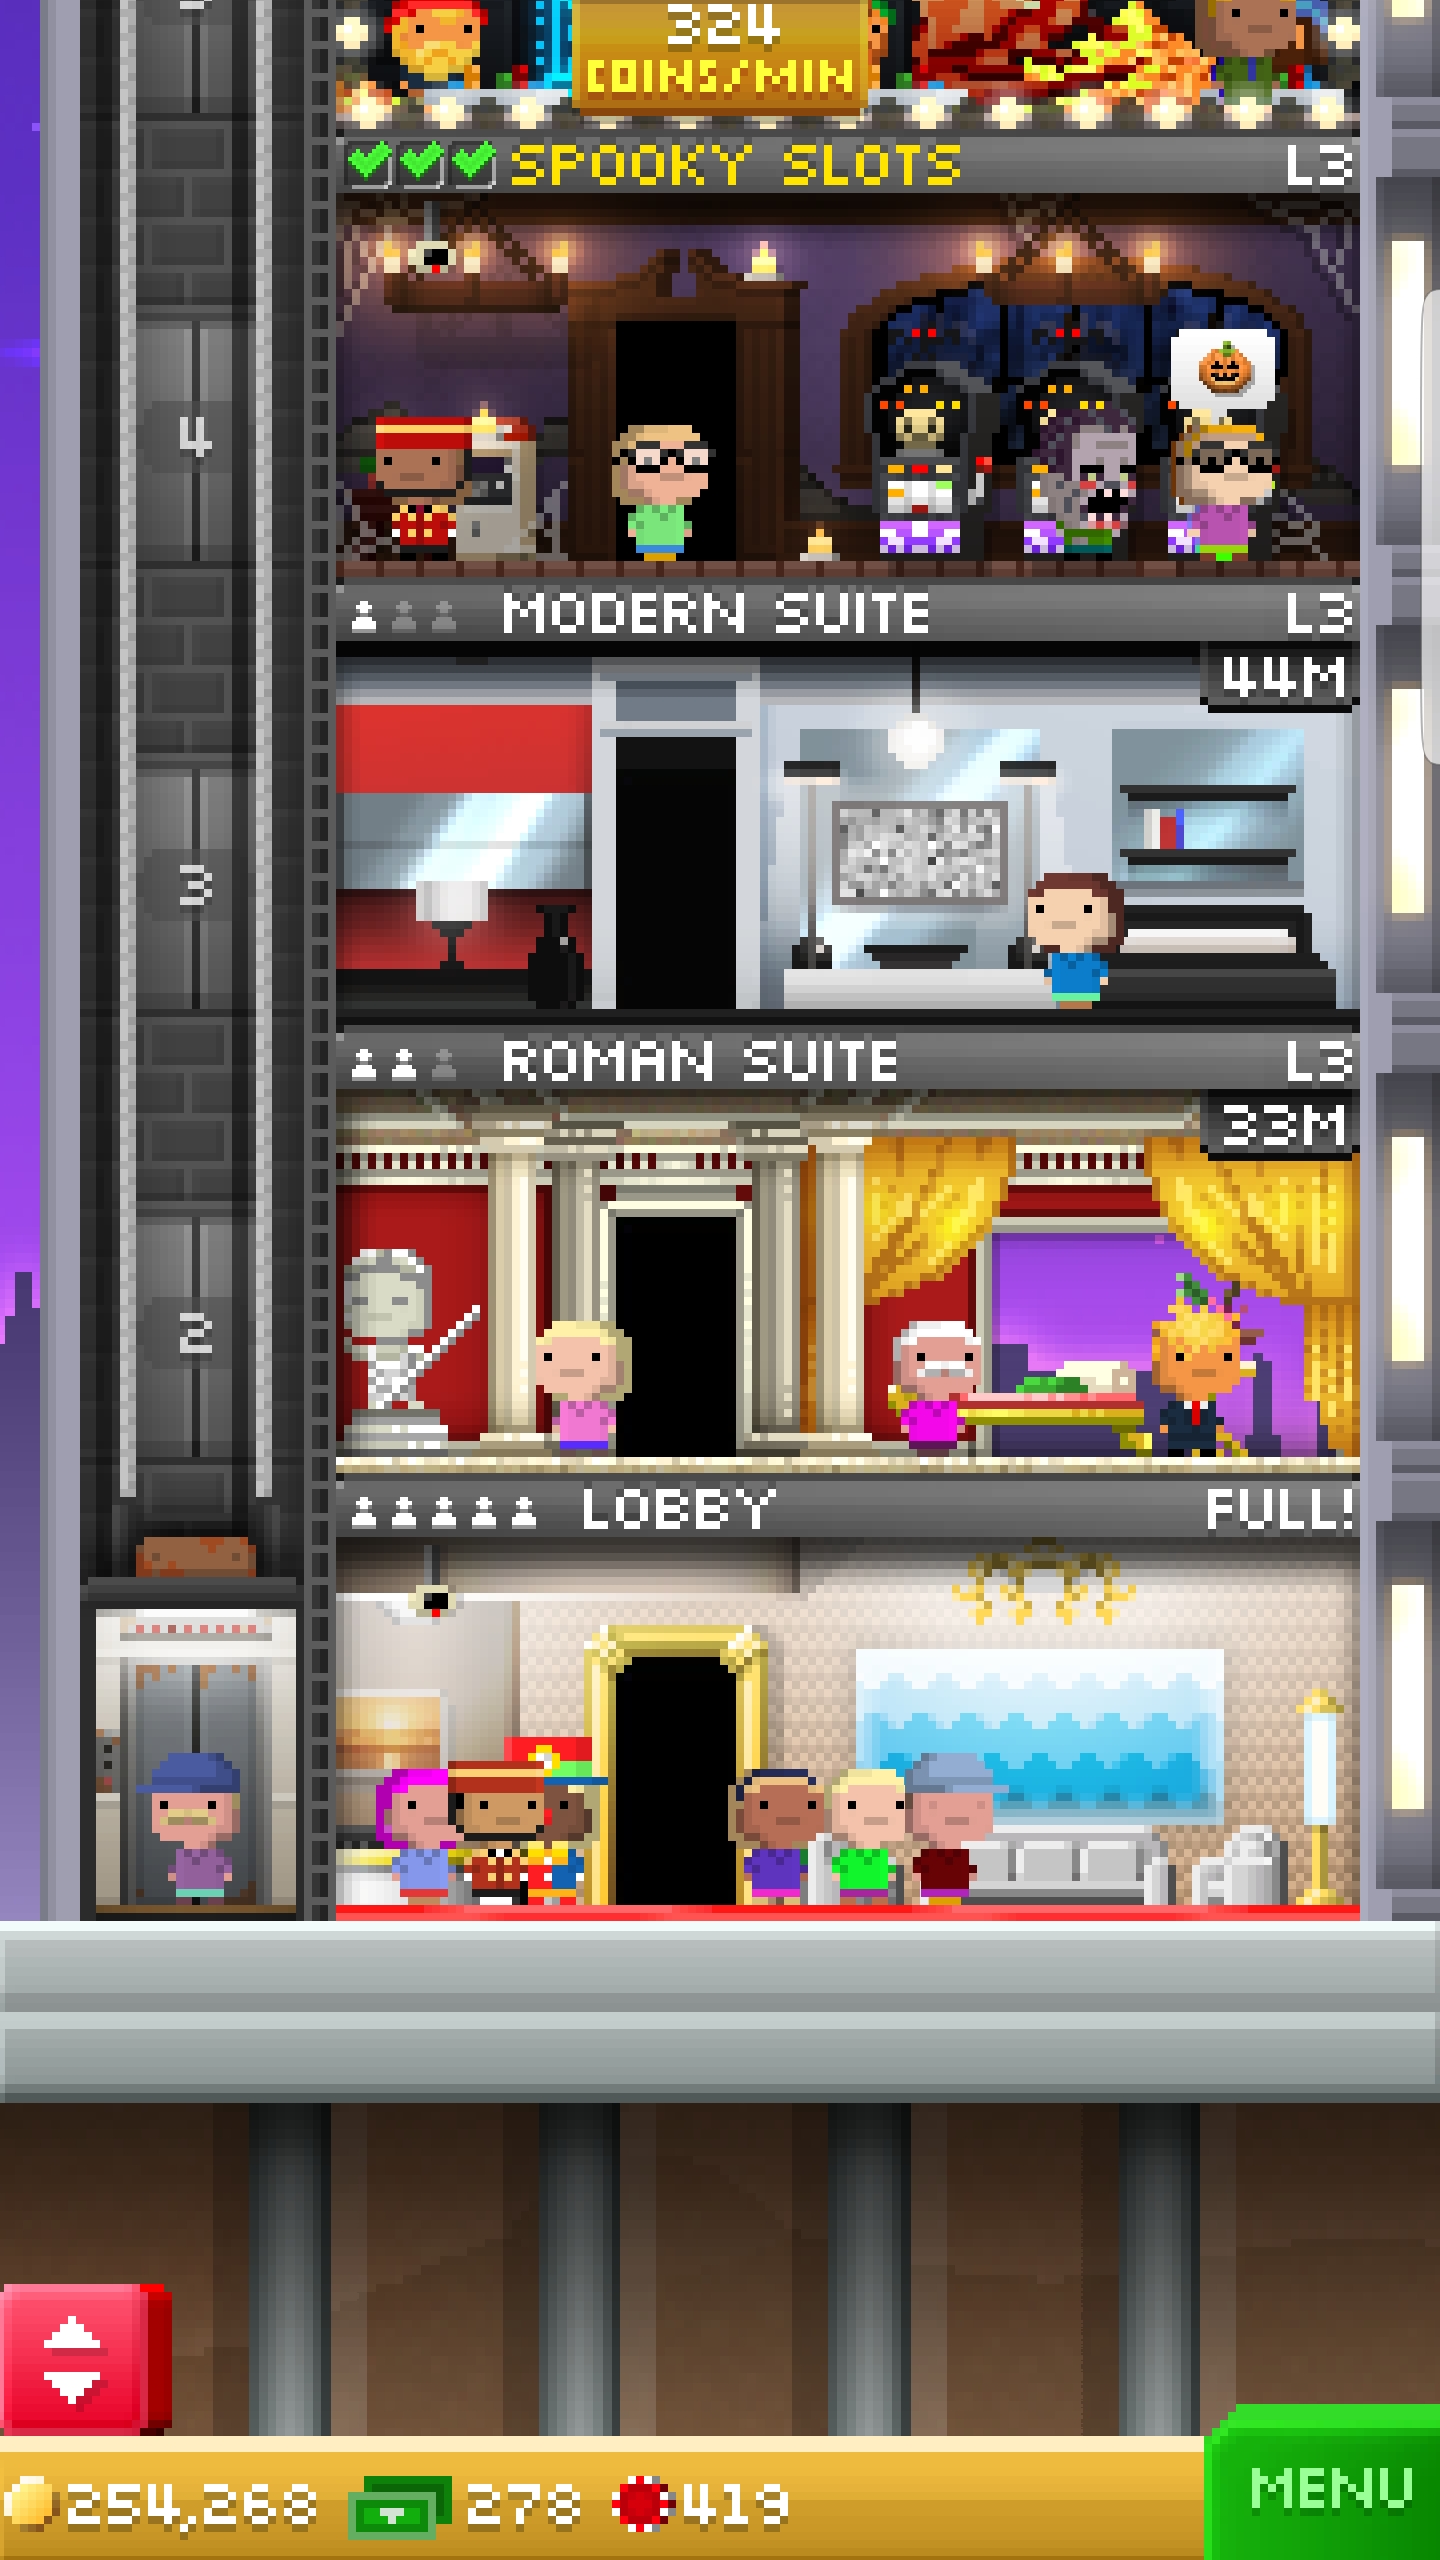 324
COINS/MIN
SPOOKY SLOTS L3
4
MODERN SUITE L3
44M
3
ROMAN SUITE L3
33M
2
LOBBY FULL!
254,268 278 419
MENU